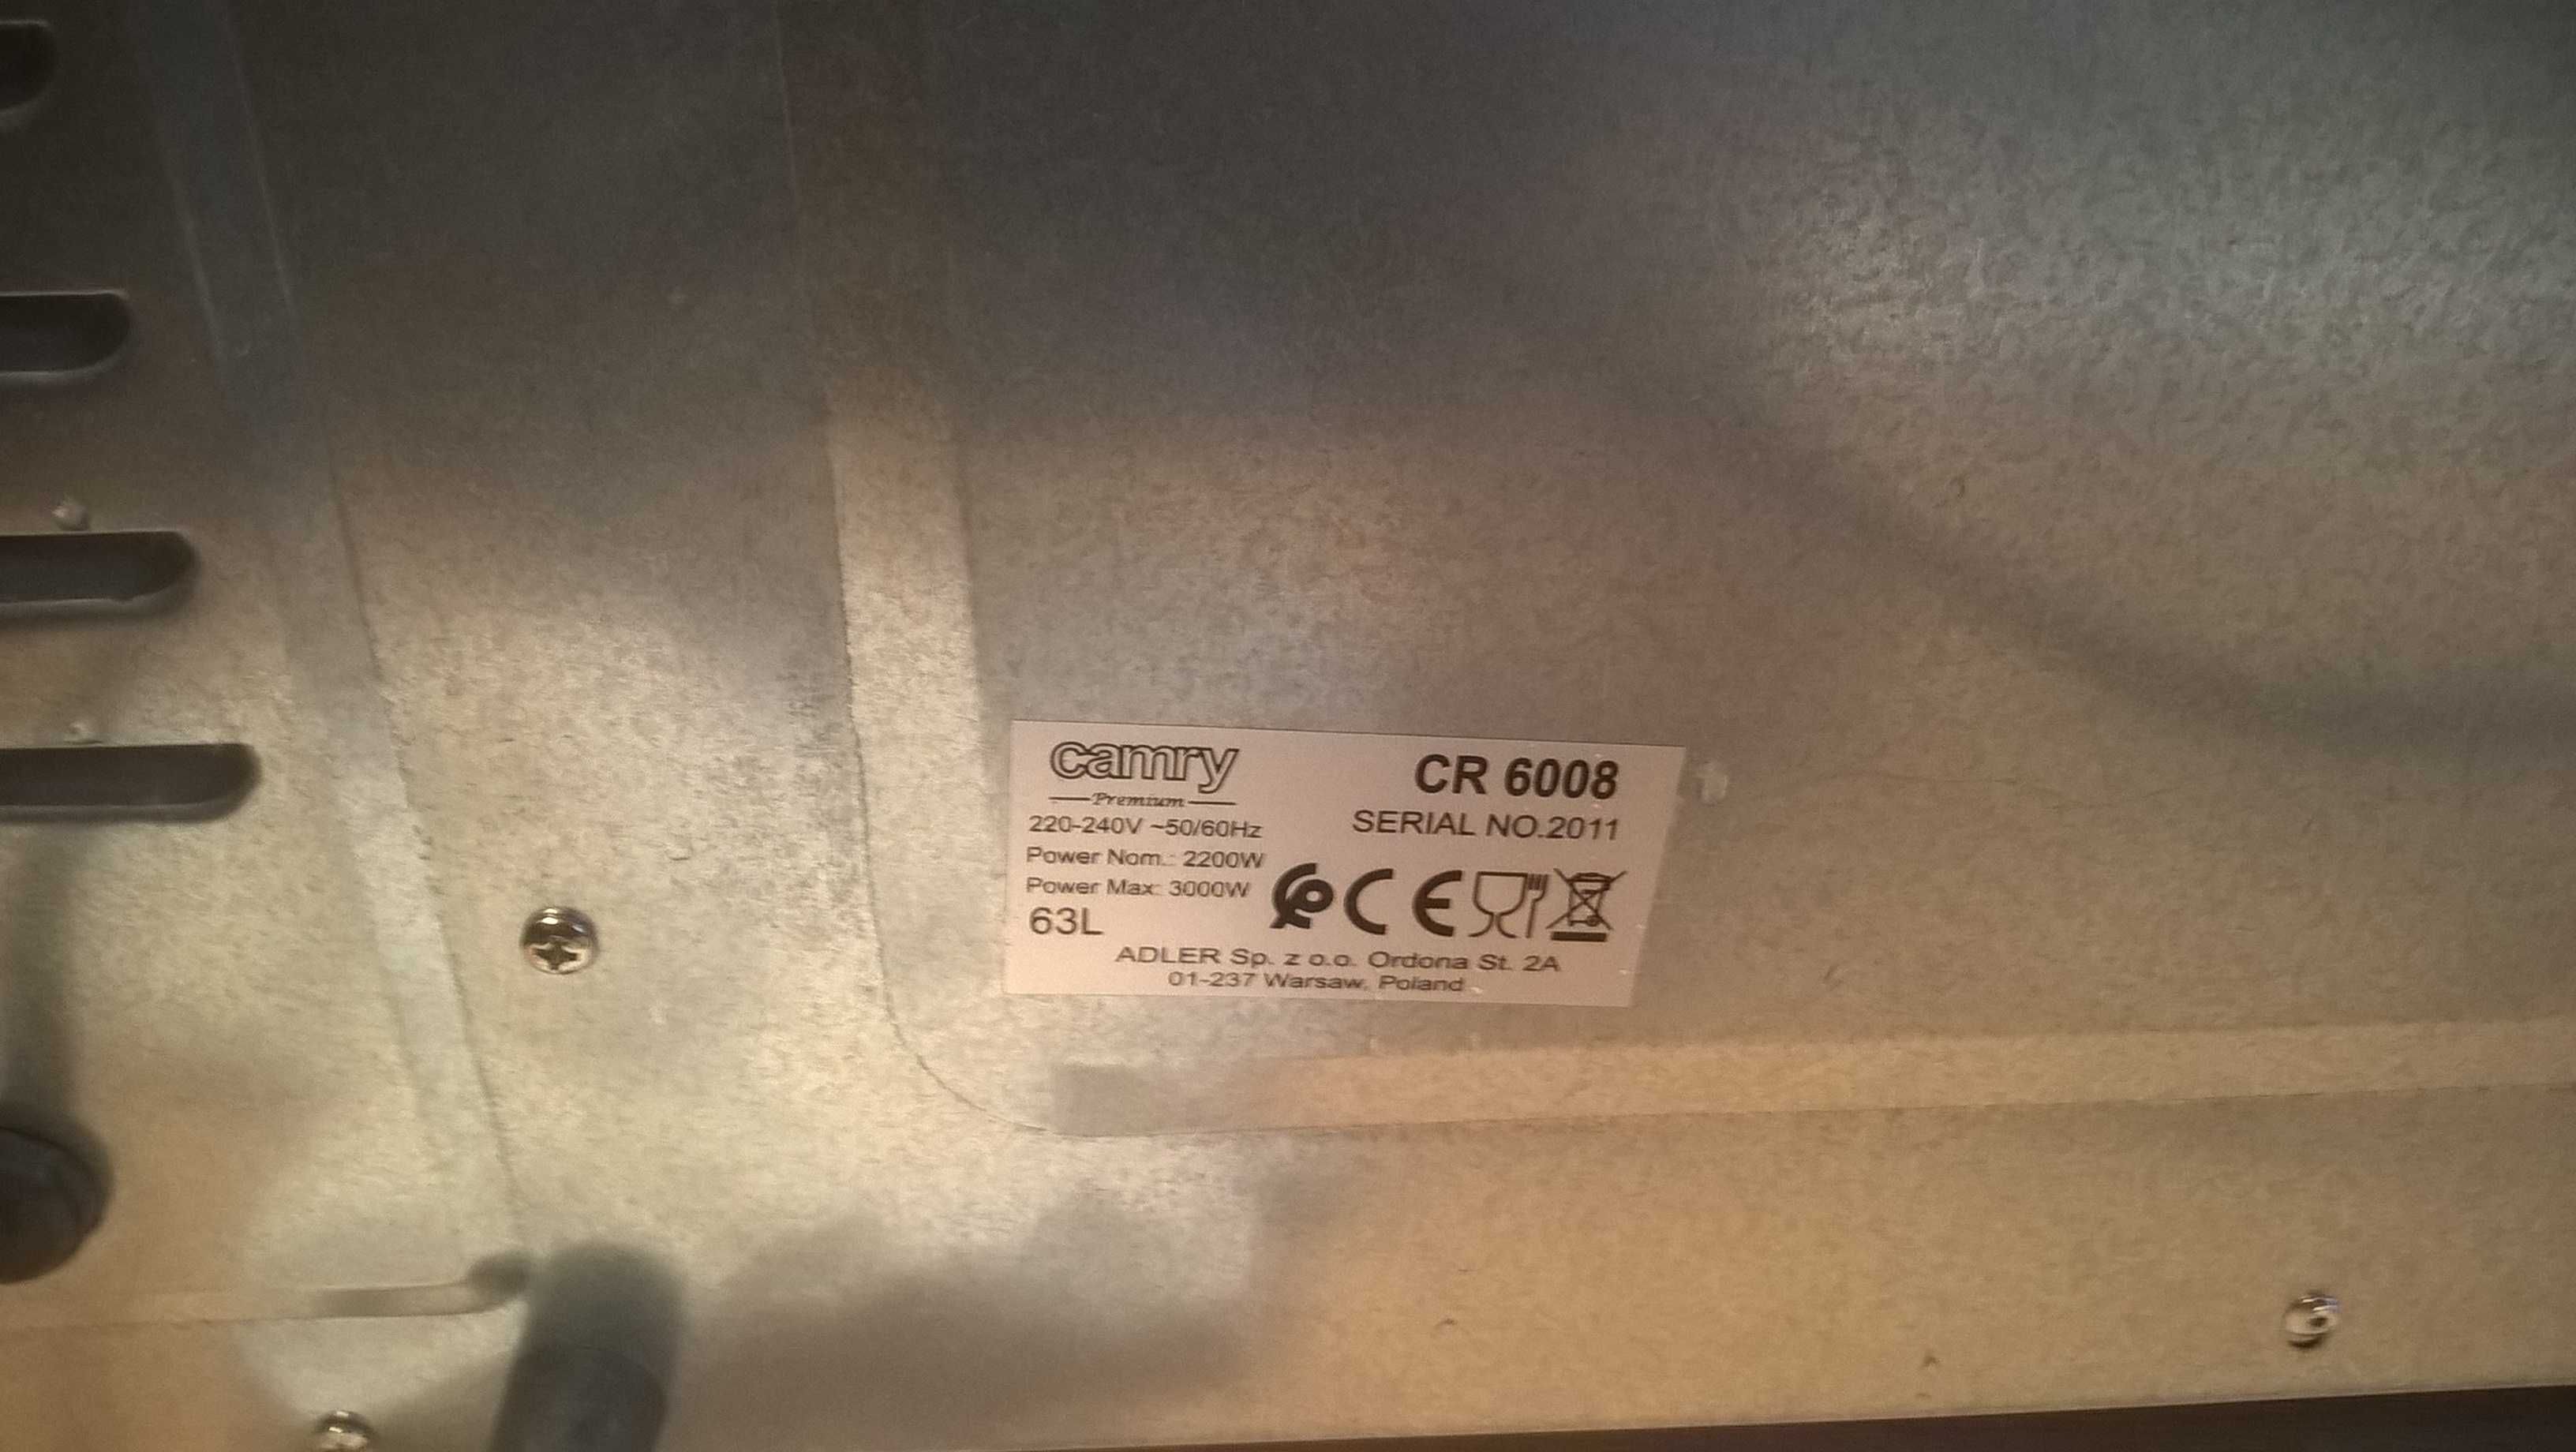 camry
Premium
CR 6008
SERIAL NO.2011
220-240V ~50/60Hz
Power Nom.: 2200W
Power Max: 3000W
63L
CE
ADLER Sp. z o.o. Ordona St. 2A
01-237 Warsaw, Poland